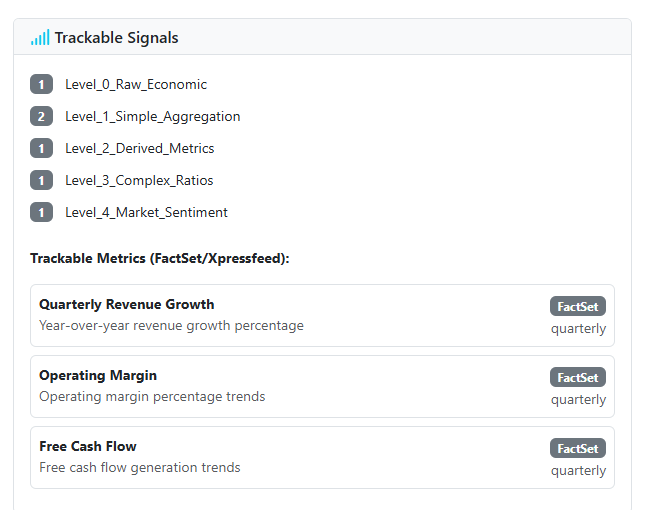 Trackable Signals
1 Level_0_Raw_Economic
2 Level_1_Simple_Aggregation
1 Level_2_Derived_Metrics
1 Level_3_Complex_Ratios
1 Level_4_Market_Sentiment
Trackable Metrics (FactSet/Xpressfeed):
Quarterly Revenue Growth FactSet
Year-over-year revenue growth percentage quarterly
Operating Margin FactSet
Operating margin percentage trends quarterly
Free Cash Flow FactSet
Free cash flow generation trends quarterly